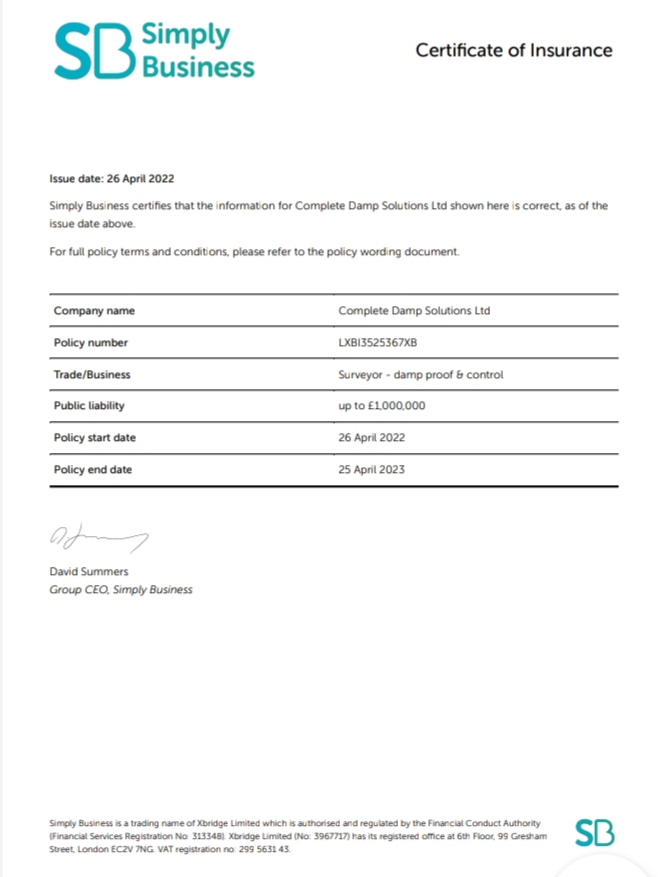 SB Simply
Business
Certificate of Insurance
Issue date: 26 April 2022
Simply Business certifies that the information for Complete Damp Solutions Ltd shown here is correct, as of the
issue date above.
For full policy terms and conditions, please refer to the policy wording document.
Company name Complete Damp Solutions Ltd
Policy number LXBI3525367XB
Trade/Business Surveyor - damp proof & control
Public liability up to £1,000,000
Policy start date 26 April 2022
Policy end date 25 April 2023
David Summers
Group CEO, Simply Business
Simply Business is a trading name of Xbridge Limited which is authorised and regulated by the Financial Conduct Authority
(Financial Services Registration No: 313348). Xbridge Limited (No: 3967717) has its registered office at 6th Floor, 99 Gresham
Street, London EC2V 7NG. VAT registration no: 299 5631 43.
SB